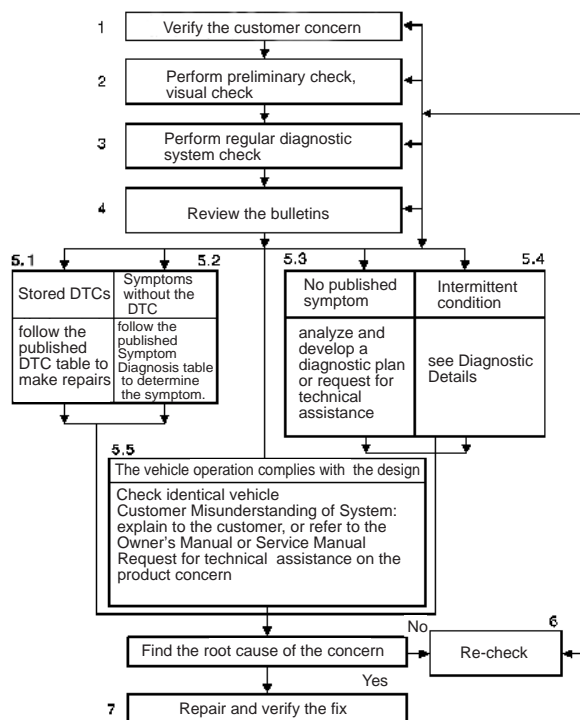 1
Verify the customer concern
2
Perform preliminary check,
visual check
3
Perform regular diagnostic
system check
4
Review the bulletins
5.1
5.2
5.3
5.4
Stored DTCs
Symptoms
without the
DTC
No published
symptom
Intermittent
condition
follow the
published
DTC table to
make repairs
follow the
published
Symptom
Diagnosis table
to determine
the symptom.
analyze and
develop a
diagnostic plan
or request for
technical
assistance
see Diagnostic
Details
5.5
The vehicle operation complies with the design
Check identical vehicle
Customer Misunderstanding of System:
explain to the customer, or refer to the
Owner's Manual or Service Manual
Request for technical assistance on the
product concern
Find the root cause of the concern
No
6
Re-check
Yes
7
Repair and verify the fix